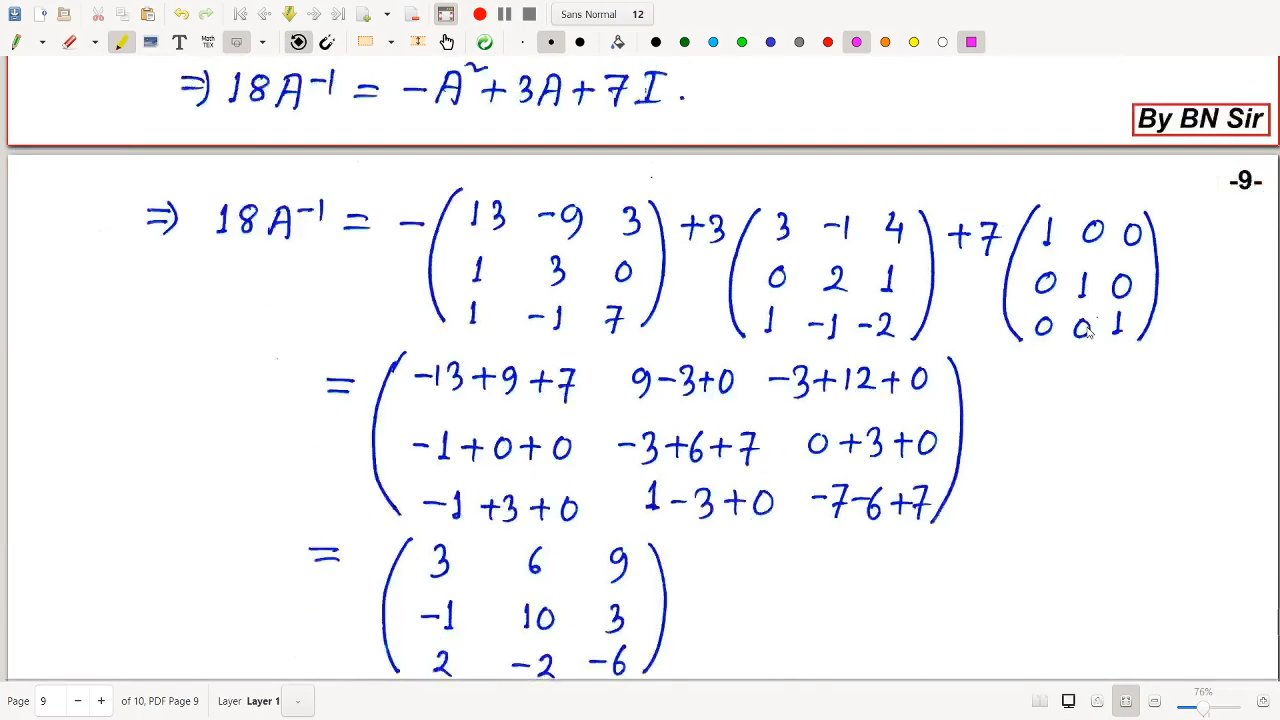 Sans Normal 12
Math TEX
⇒ 18A⁻¹ = -A² + 3A + 7I.
By BN Sir
-9-
⇒ 18A⁻¹ = -(13 -9 3 +3(3 -1 4 +7(1 0 0
1 3 0 0 2 1 0 1 0
1 -1 7) 1 -1 -2) 0 0 1)
= (-13+9+7 9-3+0 -3+12+0
-1+0+0 -3+6+7 0+3+0
-1+3+0 1-3+0 -7-6+7)
= (3 6 9
-1 10 3
2 -2 -6)
Page 9 of 10, PDF Page 9 Layer Layer 1 76%